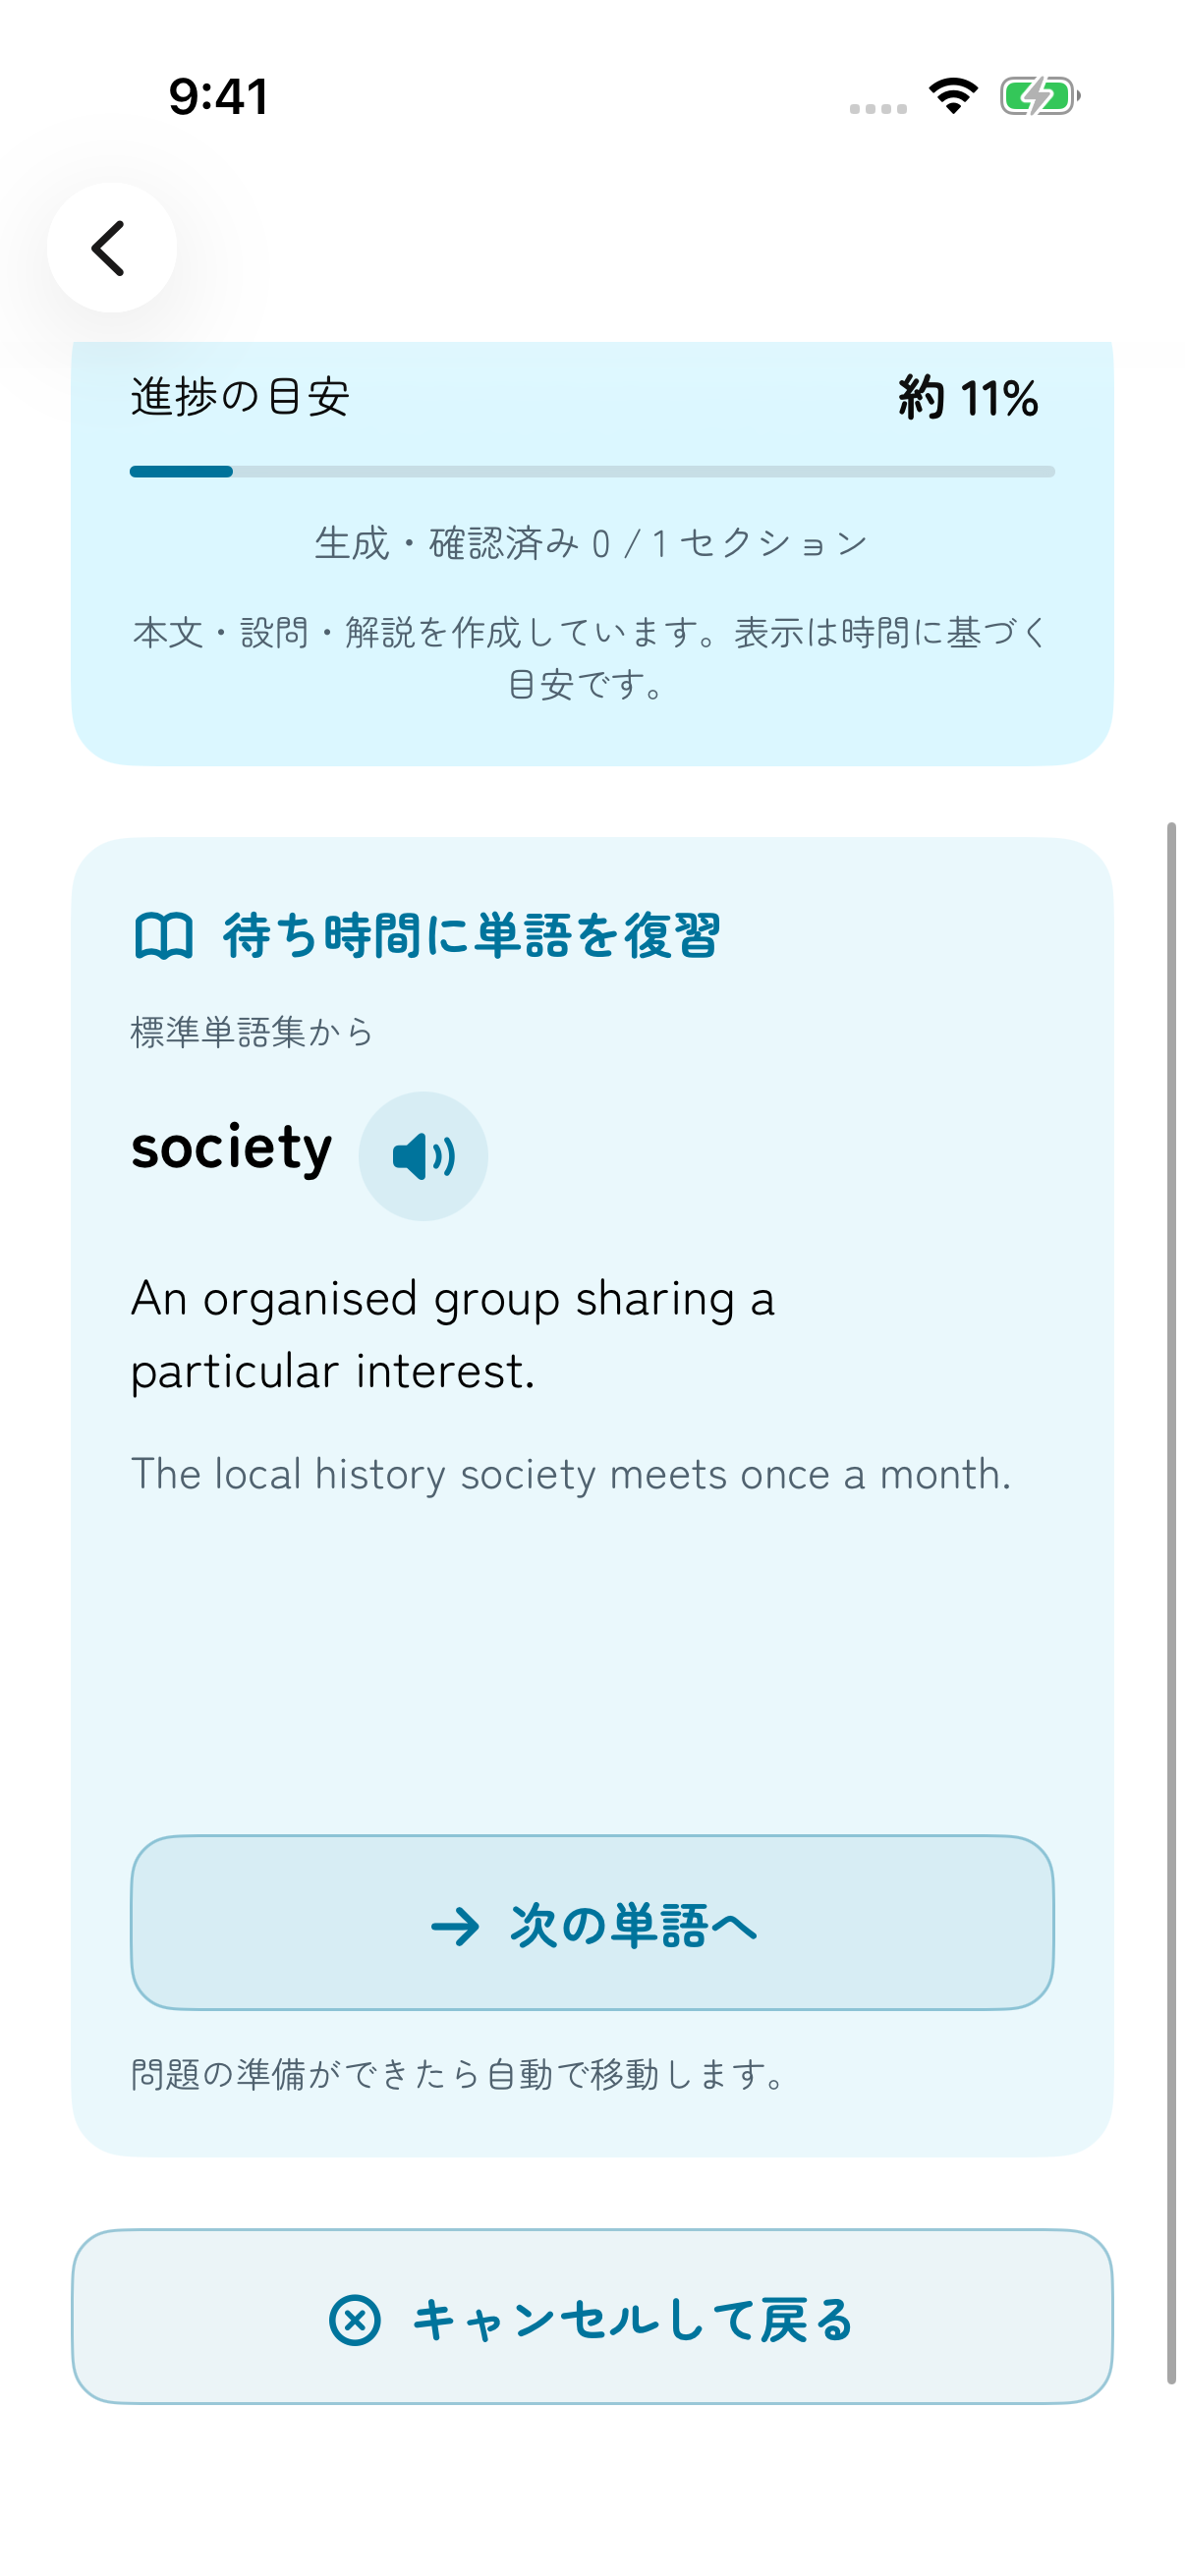 9:41
進捗の目安 約 11%
生成・確認済み 0 / 1 セクション
本文・設問・解説を作成しています。表示は時間に基づく
目安です。
待ち時間に単語を復習
標準単語集から
society
An organised group sharing a
particular interest.
The local history society meets once a month.
次の単語へ
問題の準備ができたら自動で移動します。
キャンセルして戻る